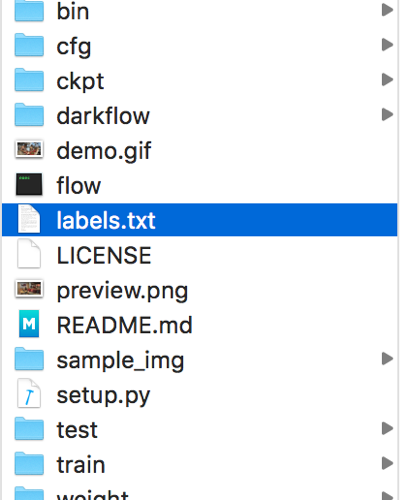 bin
cfg
ckpt
darkflow
demo.gif
flow
labels.txt
LICENSE
preview.png
README.md
sample_img
setup.py
test
train
weight